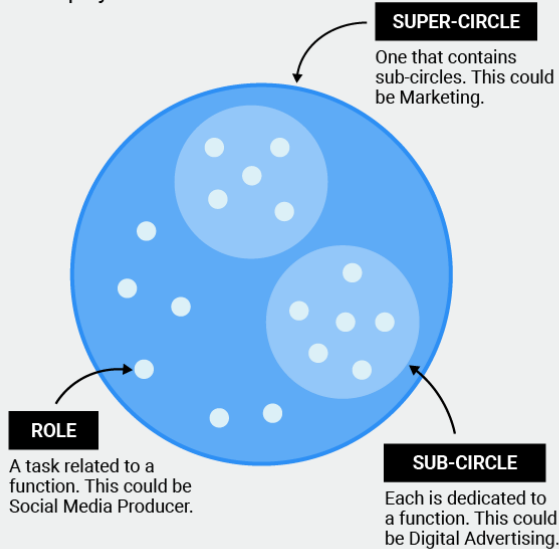 SUPER-CIRCLE
One that contains
sub-circles. This could
be Marketing.
ROLE
A task related to a
function. This could be
Social Media Producer.
SUB-CIRCLE
Each is dedicated to
a function. This could
be Digital Advertising.